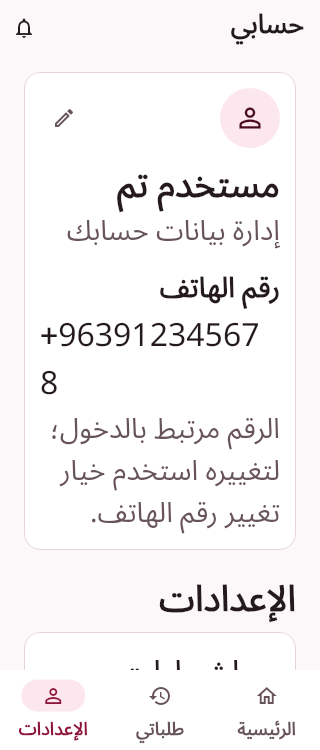 حسابي
مستخدم تم
إدارة بيانات حسابك
رقم الهاتف
+96391234567
8
الرقم مرتبط بالدخول؛
لتغييره استخدم خيار
تغيير رقم الهاتف.
الإعدادات
الرئيسية
طلباتي
الإعدادات